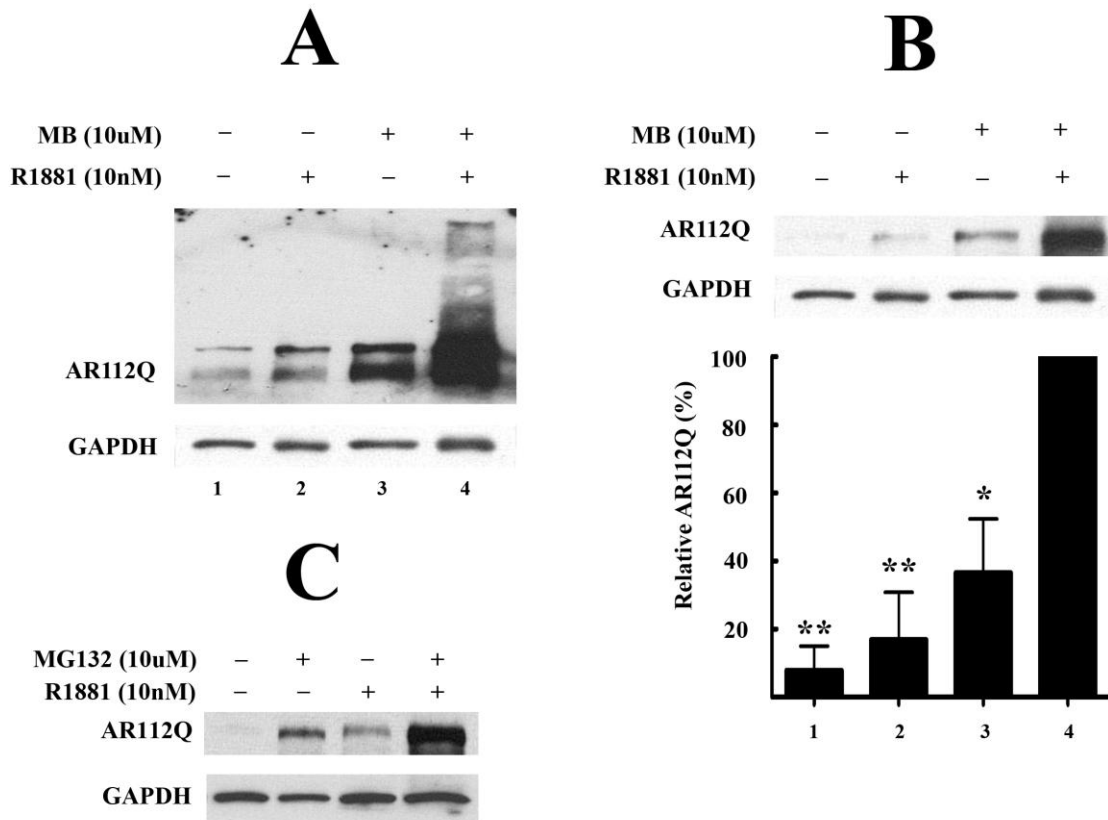 A
MB (10uM) – – + +
R1881 (10nM) – + – +
AR112Q
GAPDH
1 2 3 4
B
MB (10uM) – – + +
R1881 (10nM) – + – +
AR112Q
GAPDH
Relative AR112Q (%)
100
80
60
40
20
**
**
*
1 2 3 4
C
MG132 (10uM) – + – +
R1881 (10nM) – – + +
AR112Q
GAPDH